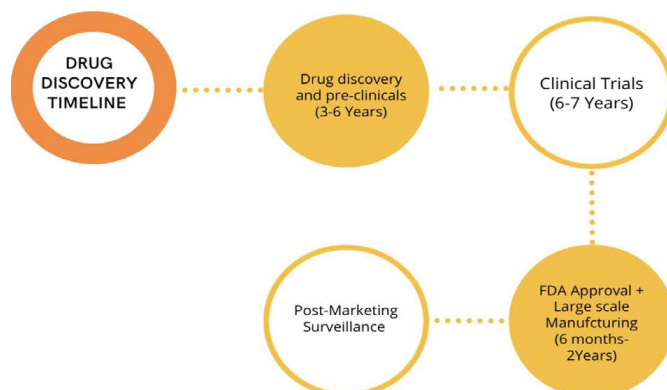 DRUG
DISCOVERY
TIMELINE
Drug discovery
and pre-clinicals
(3-6 Years)
Clinical Trials
(6-7 Years)
FDA Approval +
Large scale
Manufcturing
(6 months-
2Years)
Post-Marketing
Surveillance